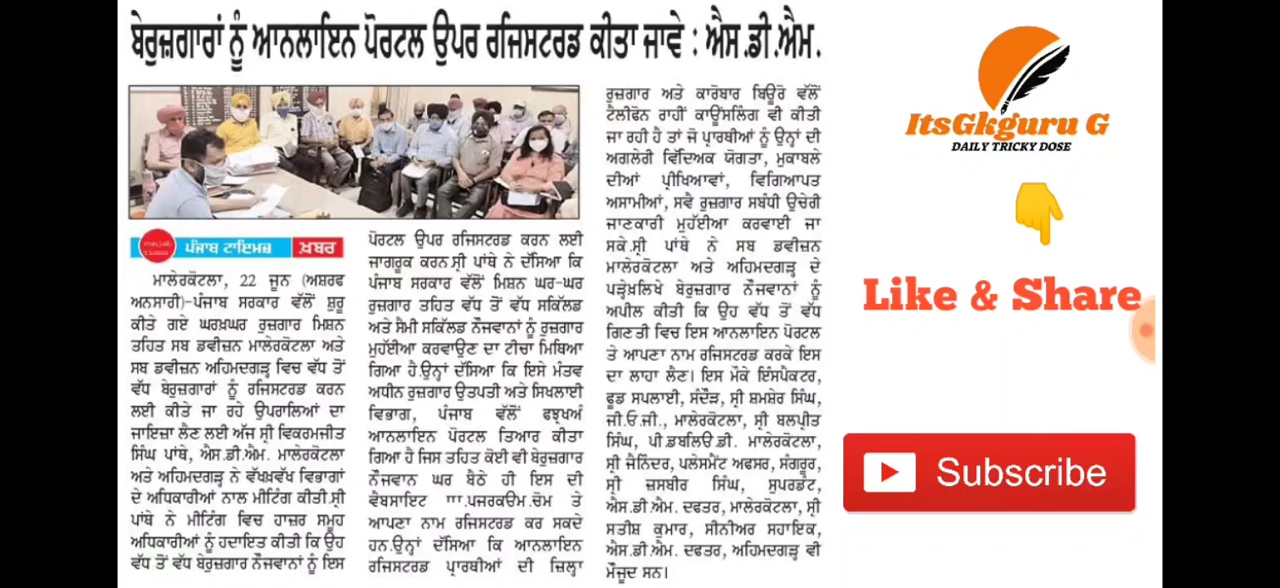 ਬੇਰੁਜ਼ਗਾਰਾਂ ਨੂੰ ਆਨਲਾਇਨ ਪੋਰਟਲ ਉਪਰ ਰਜਿਸਟਰਡ ਕੀਤਾ ਜਾਵੇ : ਐਸ.ਡੀ.ਐਮ.
ਪੰਜਾਬ ਟਾਇਮਜ਼ ਖ਼ਬਰ
ਮਾਲੇਰਕੋਟਲਾ, 22 ਜੂਨ (ਅਸ਼ਰਫ
ਅਨਸਾਰੀ)-ਪੰਜਾਬ ਸਰਕਾਰ ਵੱਲੋਂ ਸ਼ੁਰੂ
ਕੀਤੇ ਗਏ ਘਰਖ਼ਘਰ ਰੁਜ਼ਗਾਰ ਮਿਸ਼ਨ
ਤਹਿਤ ਸਬ ਡਵੀਜ਼ਨ ਮਾਲੇਰਕੋਟਲਾ ਅਤੇ
ਸਬ ਡਵੀਜ਼ਨ ਅਹਿਮਦਗੜ੍ਹ ਵਿਚ ਵੱਧ ਤੋਂ
ਵੱਧ ਬੇਰੁਜ਼ਗਾਰਾਂ ਨੂੰ ਰਜਿਸਟਰਡ ਕਰਨ
ਲਈ ਕੀਤੇ ਜਾ ਰਹੇ ਉਪਰਾਲਿਆਂ ਦਾ
ਜਾਇਜ਼ਾ ਲੈਣ ਲਈ ਅੱਜ ਸ੍ਰੀ ਵਿਕਰਮਜੀਤ
ਸਿੰਘ ਪਾਂਥੇ, ਐਸ.ਡੀ.ਐਮ. ਮਾਲੇਰਕੋਟਲਾ
ਅਤੇ ਅਹਿਮਦਗੜ੍ਹ ਨੇ ਵੱਖਖ਼ਵੱਖ ਵਿਭਾਗਾਂ
ਦੇ ਅਧਿਕਾਰੀਆਂ ਨਾਲ ਮੀਟਿੰਗ ਕੀਤੀ.ਸ੍ਰੀ
ਪਾਂਥੇ ਨੇ ਮੀਟਿੰਗ ਵਿਚ ਹਾਜ਼ਰ ਸਮੂਹ
ਅਧਿਕਾਰੀਆਂ ਨੂੰ ਹਦਾਇਤ ਕੀਤੀ ਕਿ ਉਹ
ਵੱਧ ਤੋਂ ਵੱਧ ਬੇਰੁਜ਼ਗਾਰ ਨੌਜਵਾਨਾਂ ਨੂੰ ਇਸ
ਪੋਰਟਲ ਉਪਰ ਰਜਿਸਟਰਡ ਕਰਨ ਲਈ
ਜਾਗਰੂਕ ਕਰਨ.ਸ੍ਰੀ ਪਾਂਥੇ ਨੇ ਦੱਸਿਆ ਕਿ
ਪੰਜਾਬ ਸਰਕਾਰ ਵੱਲੋਂ ਮਿਸ਼ਨ ਘਰ-ਘਰ
ਰੁਜ਼ਗਾਰ ਤਹਿਤ ਵੱਧ ਤੋਂ ਵੱਧ ਸਕਿੱਲਡ
ਅਤੇ ਸੈਮੀ ਸਕਿੱਲਡ ਨੌਜਵਾਨਾਂ ਨੂੰ ਰੁਜ਼ਗਾਰ
ਮੁਹੱਈਆ ਕਰਵਾਉਣ ਦਾ ਟੀਚਾ ਮਿਥਿਆ
ਗਿਆ ਹੈ.ਉਨ੍ਹਾਂ ਦੱਸਿਆ ਕਿ ਇਸੇ ਮੰਤਵ
ਅਧੀਨ ਰੁਜ਼ਗਾਰ ਉਤਪਤੀ ਅਤੇ ਸਿਖਲਾਈ
ਵਿਭਾਗ, ਪੰਜਾਬ ਵੱਲੋਂ
ਆਨਲਾਇਨ ਪੋਰਟਲ ਤਿਆਰ ਕੀਤਾ
ਗਿਆ ਹੈ ਜਿਸ ਤਹਿਤ ਕੋਈ ਵੀ ਬੇਰੁਜ਼ਗਾਰ
ਨੌਜਵਾਨ ਘਰ ਬੈਠੇ ਹੀ ਇਸ ਦੀ
ਵੈਬਸਾਇਟ ਤੇ
ਆਪਣਾ ਨਾਮ ਰਜਿਸਟਰਡ ਕਰ ਸਕਦੇ
ਹਨ.ਉਨ੍ਹਾਂ ਦੱਸਿਆ ਕਿ ਆਨਲਾਇਨ
ਰਜਿਸਟਰਡ ਪ੍ਰਾਰਥੀਆਂ ਦੀ ਜ਼ਿਲ੍ਹਾ
ਰੁਜ਼ਗਾਰ ਅਤੇ ਕਾਰੋਬਾਰ ਬਿਊਰੋ ਵੱਲੋਂ
ਟੈਲੀਫੋਨ ਰਾਹੀਂ ਕਾਊਂਸਲਿੰਗ ਵੀ ਕੀਤੀ
ਜਾ ਰਹੀ ਹੈ ਤਾਂ ਜੋ ਪ੍ਰਾਰਥੀਆਂ ਨੂੰ ਉਨ੍ਹਾਂ ਦੀ
ਅਗਲੇਰੀ ਵਿੱਦਿਅਕ ਯੋਗਤਾ, ਮੁਕਾਬਲੇ
ਦੀਆਂ ਪ੍ਰੀਖਿਆਵਾਂ, ਵਿਗਿਆਪਤ
ਅਸਾਮੀਆਂ, ਸਵੈ ਰੁਜ਼ਗਾਰ ਸਬੰਧੀ ਉਚੇਰੀ
ਜਾਣਕਾਰੀ ਮੁਹੱਈਆ ਕਰਵਾਈ ਜਾ
ਸਕੇ.ਸ੍ਰੀ ਪਾਂਥੇ ਨੇ ਸਬ ਡਵੀਜ਼ਨ
ਮਾਲੇਰਕੋਟਲਾ ਅਤੇ ਅਹਿਮਦਗੜ੍ਹ ਦੇ
ਪੜ੍ਹੇਖ਼ਲਿਖੇ ਬੇਰੁਜ਼ਗਾਰ ਨੌਜਵਾਨਾਂ ਨੂੰ
ਅਪੀਲ ਕੀਤੀ ਕਿ ਉਹ ਵੱਧ ਤੋਂ ਵੱਧ
ਗਿਣਤੀ ਵਿਚ ਇਸ ਆਨਲਾਇਨ ਪੋਰਟਲ
ਤੇ ਆਪਣਾ ਨਾਮ ਰਜਿਸਟਰਡ ਕਰਕੇ ਇਸ
ਦਾ ਲਾਹਾ ਲੈਣ। ਇਸ ਮੌਕੇ ਇੰਸਪੈਕਟਰ,
ਫੂਡ ਸਪਲਾਈ, ਸੰਦੌੜ, ਸ੍ਰੀ ਸ਼ਮਸ਼ੇਰ ਸਿੰਘ,
ਜੀ.ਓ.ਜੀ., ਮਾਲੇਰਕੋਟਲਾ, ਸ੍ਰੀ ਬਲਪ੍ਰੀਤ
ਸਿੰਘ, ਪੀ.ਡਬਲਿਓ.ਡੀ. ਮਾਲੇਰਕੋਟਲਾ,
ਸ੍ਰੀ ਜੈਨਿੰਦਰ, ਪਲੇਸਮੈਂਟ ਅਫਸਰ, ਸੰਗਰੂਰ,
ਸ੍ਰੀ ਜਸਬੀਰ ਸਿੰਘ, ਸੁਪਰਡੰਟ,
ਐਸ.ਡੀ.ਐਮ. ਦਫਤਰ, ਮਾਲੇਰਕੋਟਲਾ, ਸ੍ਰੀ
ਸਤੀਸ਼ ਕੁਮਾਰ, ਸੀਨੀਅਰ ਸਹਾਇਕ,
ਐਸ.ਡੀ.ਐਮ. ਦਫਤਰ, ਅਹਿਮਦਗੜ੍ਹ ਵੀ
ਮੌਜੂਦ ਸਨ।
ItsGkguru G
DAILY TRICKY DOSE
Like & Share
Subscribe